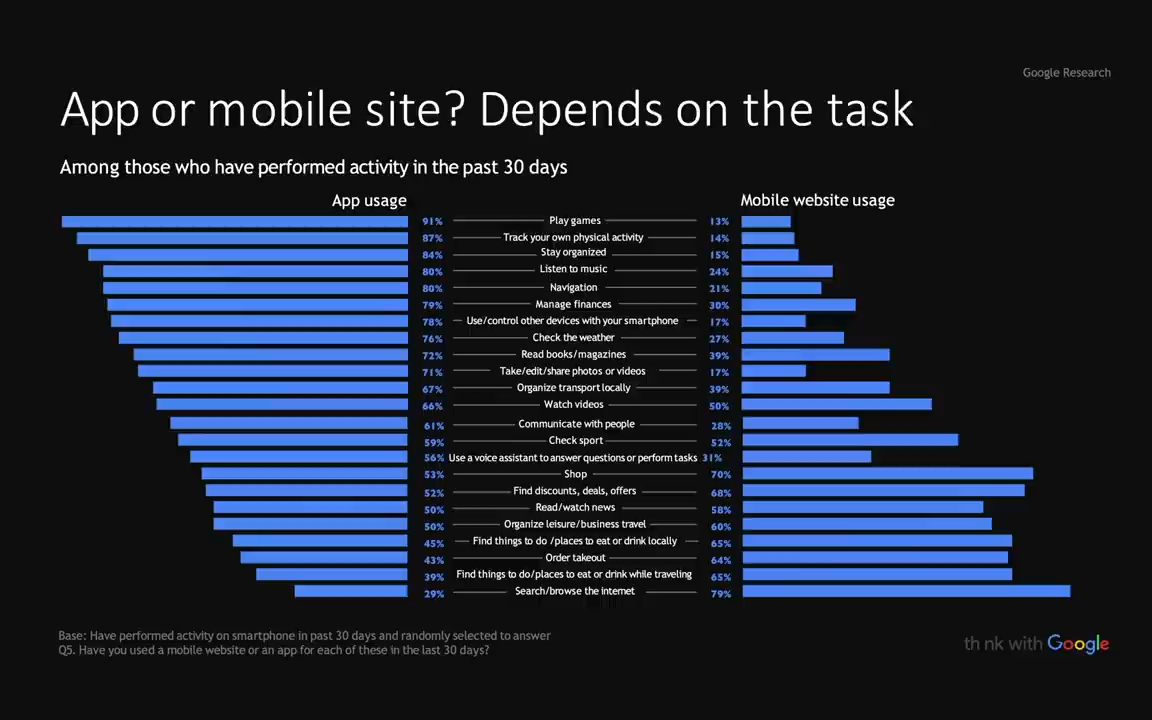 Google Research
App or mobile site? Depends on the task
Among those who have performed activity in the past 30 days
App usage Mobile website usage
91% Play games 13%
87% Track your own physical activity 14%
84% Stay organized 15%
80% Listen to music 24%
80% Navigation 21%
79% Manage finances 30%
78% Use/control other devices with your smartphone 17%
76% Check the weather 27%
72% Read books/magazines 39%
71% Take/edit/share photos or videos 17%
67% Organize transport locally 39%
66% Watch videos 50%
61% Communicate with people 28%
59% Check sport 52%
56% Use a voice assistant to answer questions or perform tasks 31%
53% Shop 70%
52% Find discounts, deals, offers 68%
50% Read/watch news 58%
50% Organize leisure/business travel 60%
45% Find things to do /places to eat or drink locally 65%
43% Order takeout 64%
39% Find things to do/places to eat or drink while traveling 65%
29% Search/browse the internet 79%
Base: Have performed activity on smartphone in past 30 days and randomly selected to answer
Q5. Have you used a mobile website or an app for each of these in the last 30 days?
th nk with Google